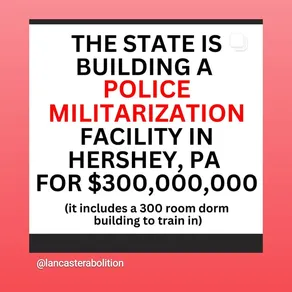 THE STATE IS
BUILDING A
POLICE
MILITARIZATION
FACILITY IN
HERSHEY, PA
FOR $300,000,000
(it includes a 300 room dorm
building to train in)
@lancasterabolition